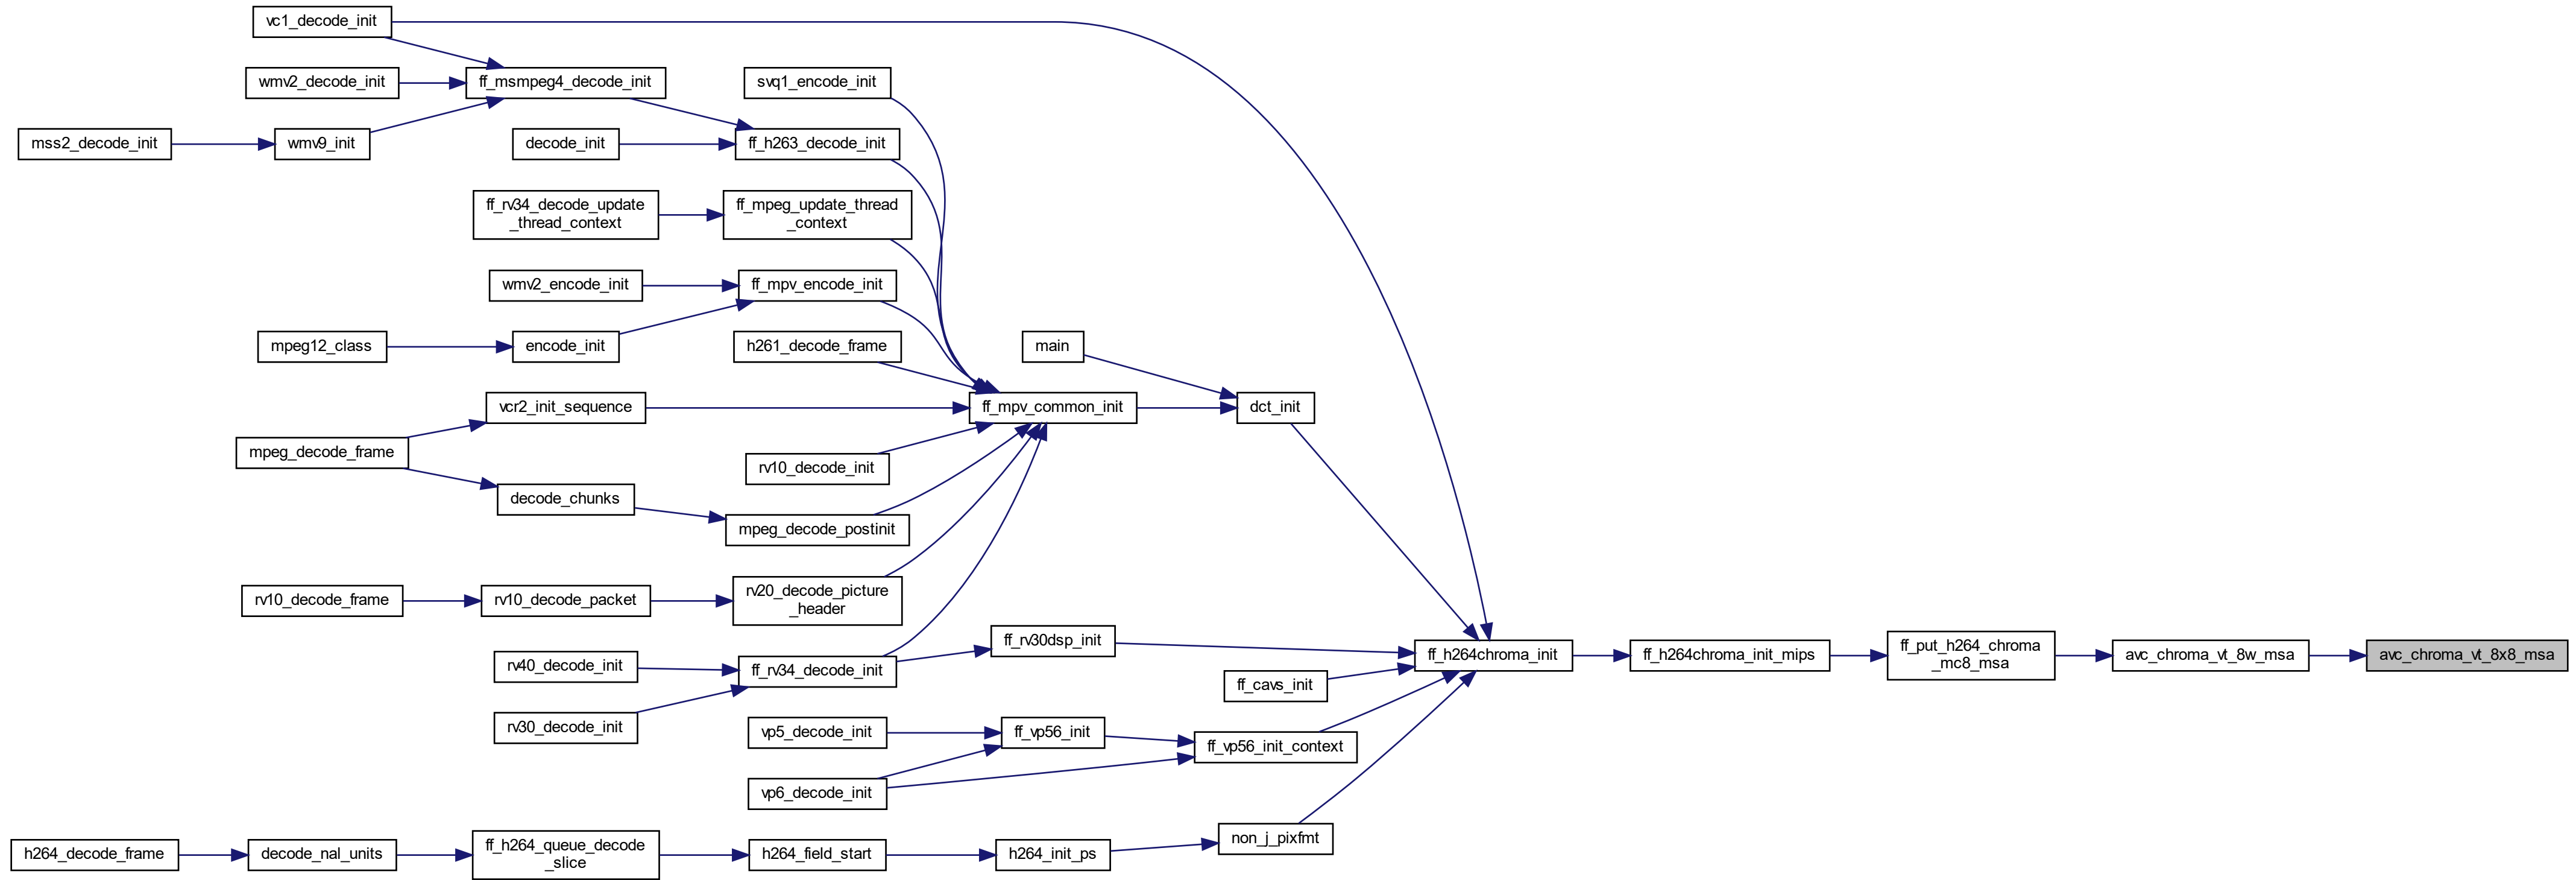 vc1_decode_init
wmv2_decode_init
ff_msmpeg4_decode_init
svq1_encode_init
mss2_decode_init
wmv9_init
decode_init
ff_h263_decode_init
ff_rv34_decode_update
_thread_context
ff_mpeg_update_thread
_context
wmv2_encode_init
ff_mpv_encode_init
mpeg12_class
encode_init
h261_decode_frame
main
vcr2_init_sequence
ff_mpv_common_init
dct_init
mpeg_decode_frame
rv10_decode_init
decode_chunks
mpeg_decode_postinit
rv10_decode_frame
rv10_decode_packet
rv20_decode_picture
_header
rv40_decode_init
ff_rv34_decode_init
ff_rv30dsp_init
ff_h264chroma_init
ff_h264chroma_init_mips
ff_put_h264_chroma
_mc8_msa
avc_chroma_vt_8w_msa
avc_chroma_vt_8x8_msa
ff_cavs_init
rv30_decode_init
vp5_decode_init
ff_vp56_init
ff_vp56_init_context
vp6_decode_init
non_j_pixfmt
h264_decode_frame
decode_nal_units
ff_h264_queue_decode
_slice
h264_field_start
h264_init_ps